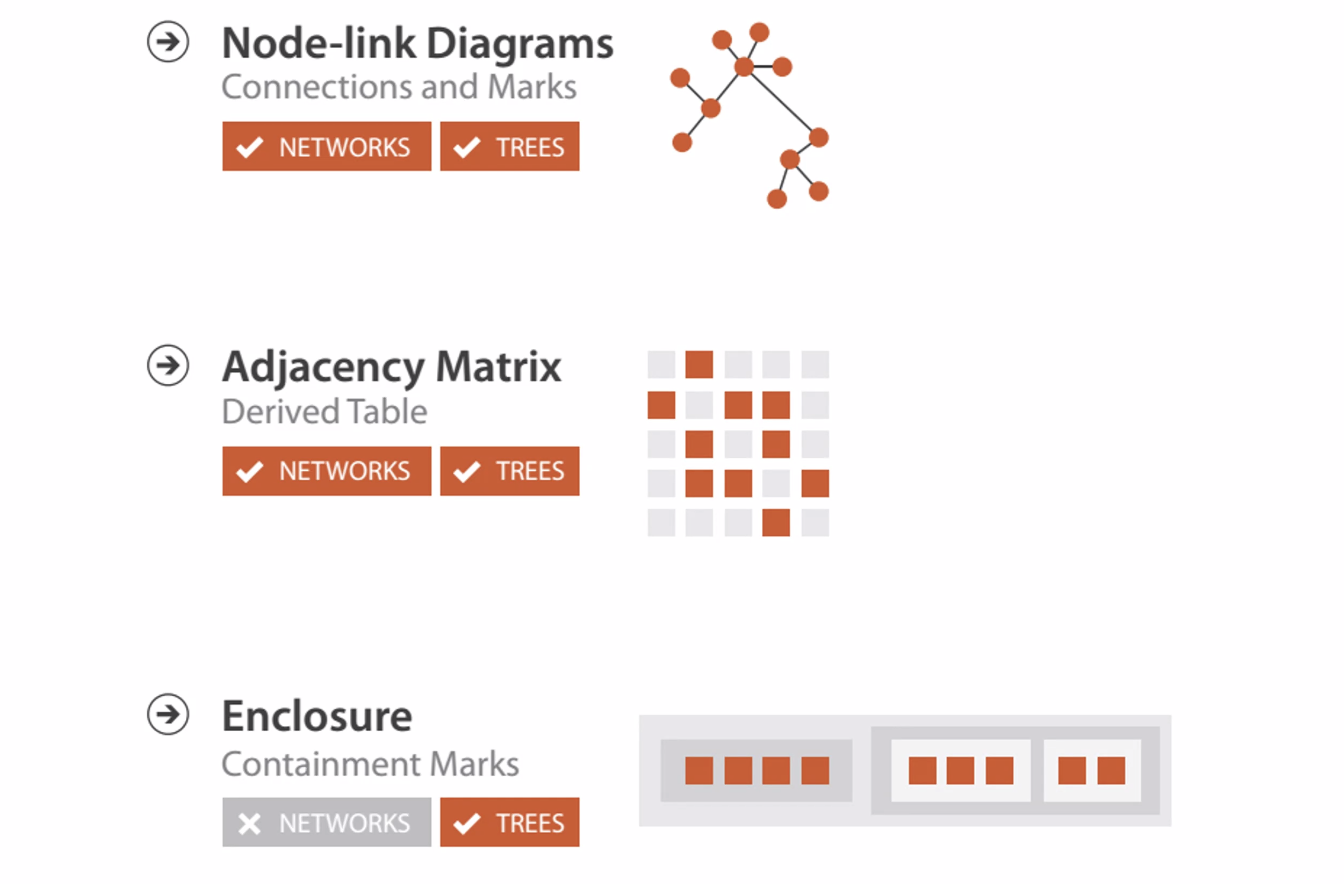 Node-link Diagrams
Connections and Marks
NETWORKS TREES
Adjacency Matrix
Derived Table
NETWORKS TREES
Enclosure
Containment Marks
NETWORKS TREES